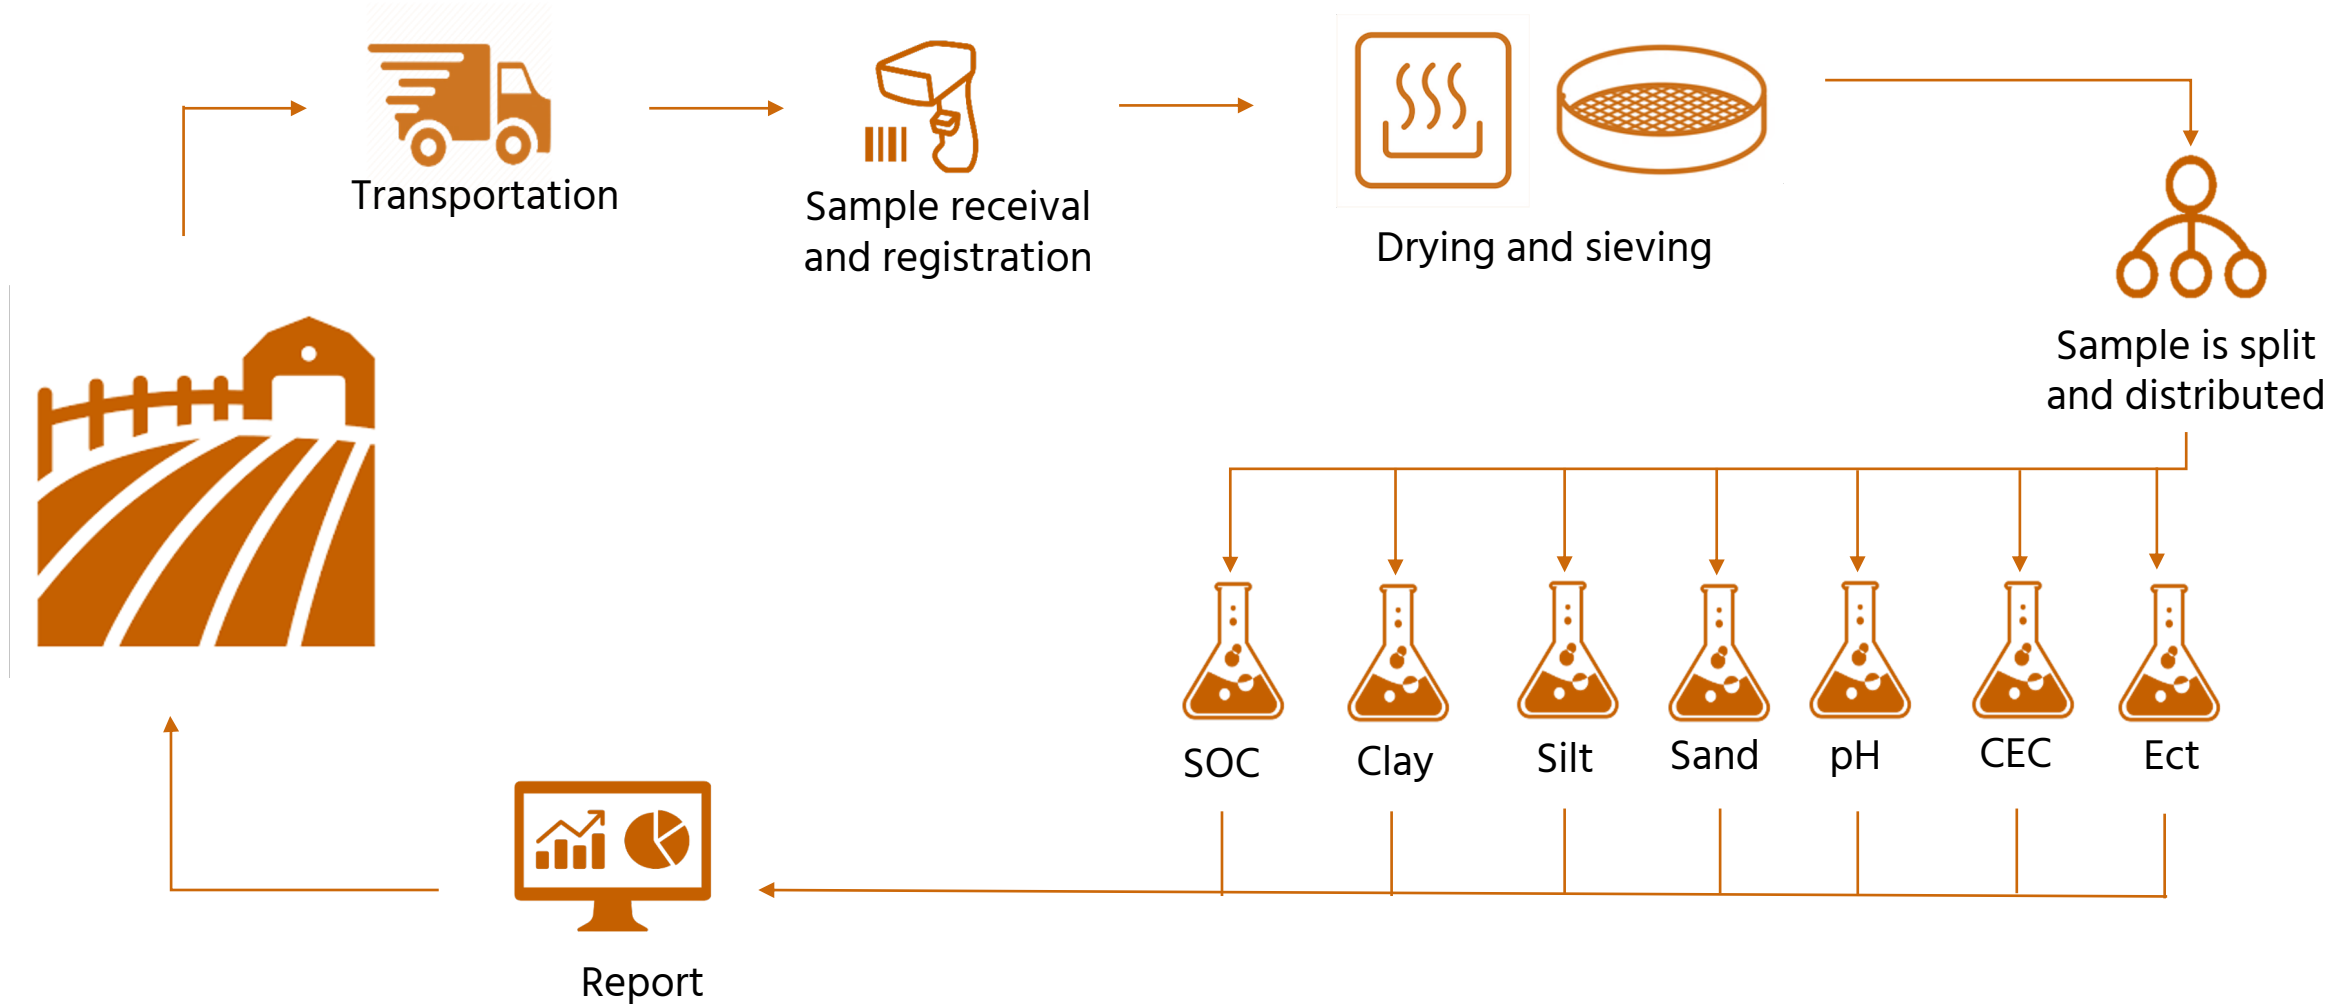 Transportation
Sample receival
and registration
Drying and sieving
Sample is split
and distributed
SOC
Clay
Silt
Sand
pH
CEC
Ect
Report